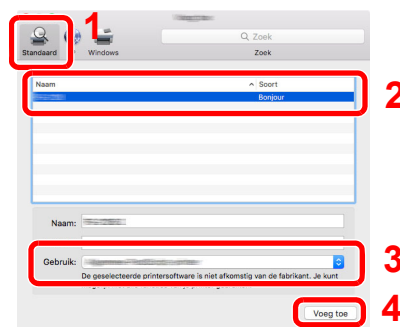 1
Zoek
Standaard Windows Zoek
Naam Soort
Bonjour
2
Naam:
Gebruik:
3
De geselecteerde printersoftware is niet afkomstig van de fabrikant. Je kunt
Voeg toe
4